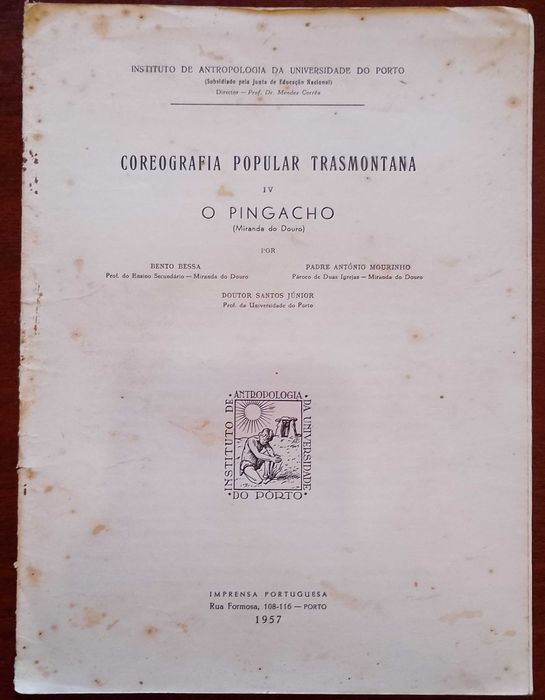 INSTITUTO DE ANTROPOLOGIA DA UNIVERSIDADE DO PORTO
(Subsidiado pela Junta de Educação Nacional)
Director — Prof. Dr. Mendes Corrêa
COREOGRAFIA POPULAR TRASMONTANA
IV
O PINGACHO
(Miranda do Douro)
POR
BENTO BESSA
Prof. do Ensino Secundário — Miranda do Douro
PADRE ANTÓNIO MOURINHO
Pároco de Duas Igrejas — Miranda do Douro
DOUTOR SANTOS JÚNIOR
Prof. da Universidade do Porto
INSTITUTO DE
ANTROPOLOGIA
DA UNIVERSIDADE
DO PÓRTO
IMPRENSA PORTUGUESA
Rua Formosa, 108-116 — PORTO
1957